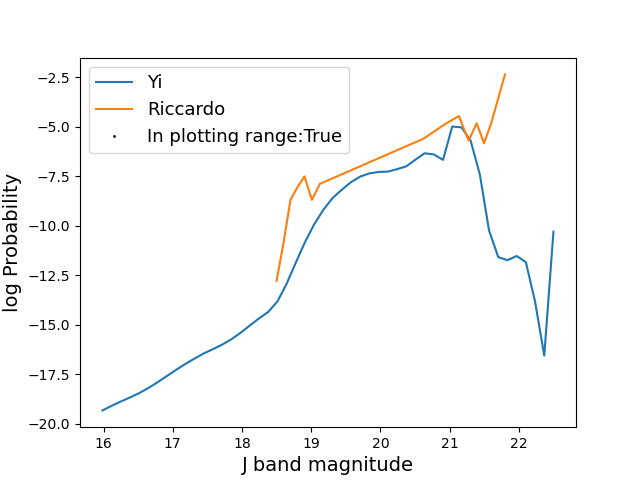 Yi
Riccardo
In plotting range:True
−2.5
−5.0
−7.5
−10.0
−12.5
−15.0
−17.5
−20.0
log Probability
16 17 18 19 20 21 22
J band magnitude